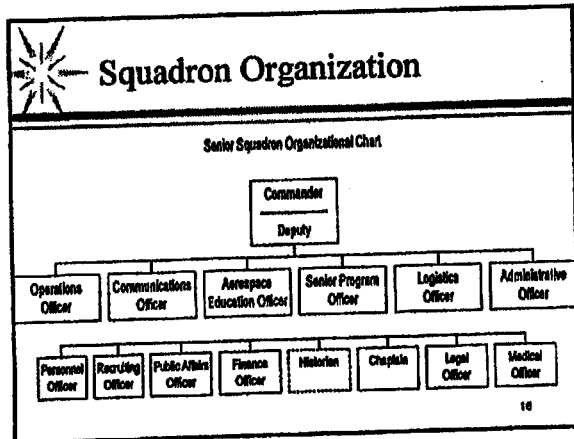 Squadron Organization
Senior Squadron Organizational Chart
Commander
Deputy
Operations
Officer
Communications
Officer
Aerospace
Education Officer
Senior Program
Officer
Logistics
Officer
Administrative
Officer
Personnel
Officer
Recruiting
Officer
Public Affairs
Officer
Finance
Officer
Historian
Chaplain
Legal
Officer
Medical
Officer
16